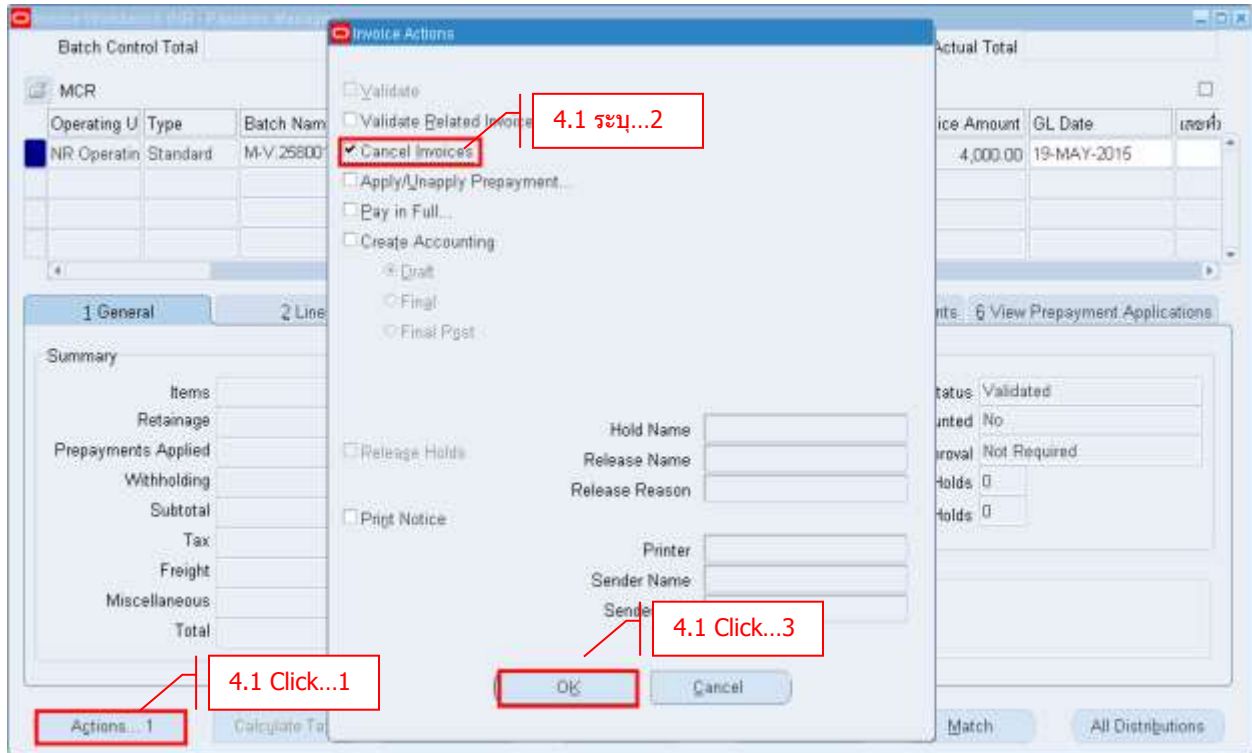 Invoice Actions
Batch Control Total
Actual Total
MCR
Operating U Type Batch Nam ice Amount GL Date เลขที่
NR Operatin Standard M-V 25800 4,000.00 19-MAY-2015
Validate
Validate Related Invoice
4.1 ระบุ...2
Cancel Invoices
Apply/Unapply Prepayment...
Pay in Full...
Create Accounting
Draft
Final
Final Post
1 General 2 Line nts 6 View Prepayment Applications
Summary
Items
Retainage
Prepayments Applied
Withholding
Subtotal
Tax
Freight
Miscellaneous
Total
tatus Validated
unted No
roval Not Required
Holds 0
Holds 0
Hold Name
Release Holds Release Name
Release Reason
Print Notice
Printer
Sender Name
Sende
4.1 Click...3
4.1 Click...1
OK Cancel
Actions... 1 Calculate Ta Match All Distributions